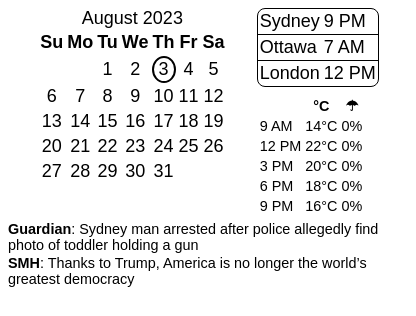 August 2023
Su Mo Tu We Th Fr Sa
1 2 3 4 5
6 7 8 9 10 11 12
13 14 15 16 17 18 19
20 21 22 23 24 25 26
27 28 29 30 31
Sydney 9 PM
Ottawa 7 AM
London 12 PM
°C ☂
9 AM 14°C 0%
12 PM 22°C 0%
3 PM 20°C 0%
6 PM 18°C 0%
9 PM 16°C 0%
Guardian: Sydney man arrested after police allegedly find
photo of toddler holding a gun
SMH: Thanks to Trump, America is no longer the world’s
greatest democracy